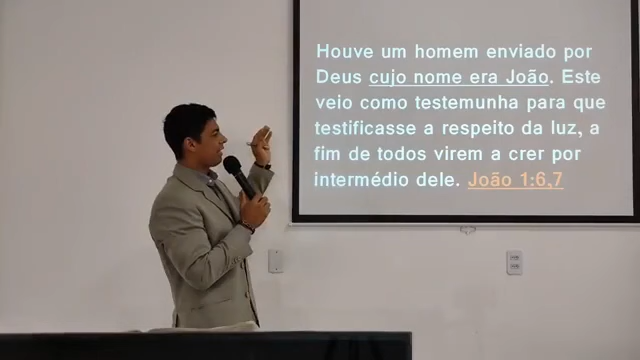 Houve um homem enviado por
Deus cujo nome era João. Este
veio como testemunha para que
testificasse a respeito da luz, a
fim de todos virem a crer por
intermédio dele. João 1:6,7